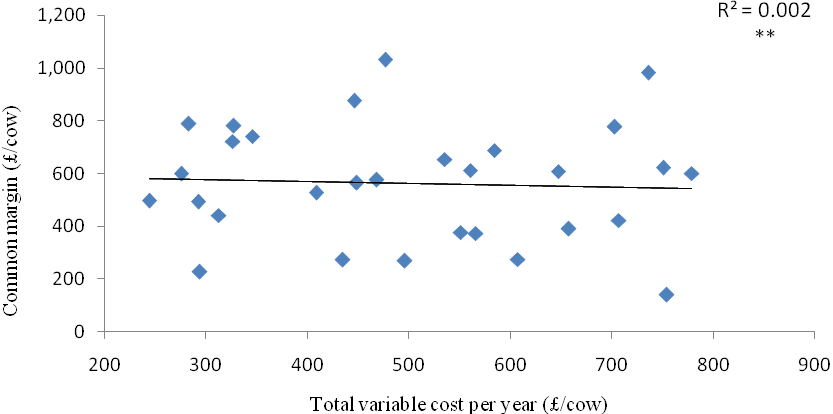 R² = 0.002
**
1,200
1,000
800
600
400
200
0
Common margin (£/cow)
200 300 400 500 600 700 800 900
Total variable cost per year (£/cow)